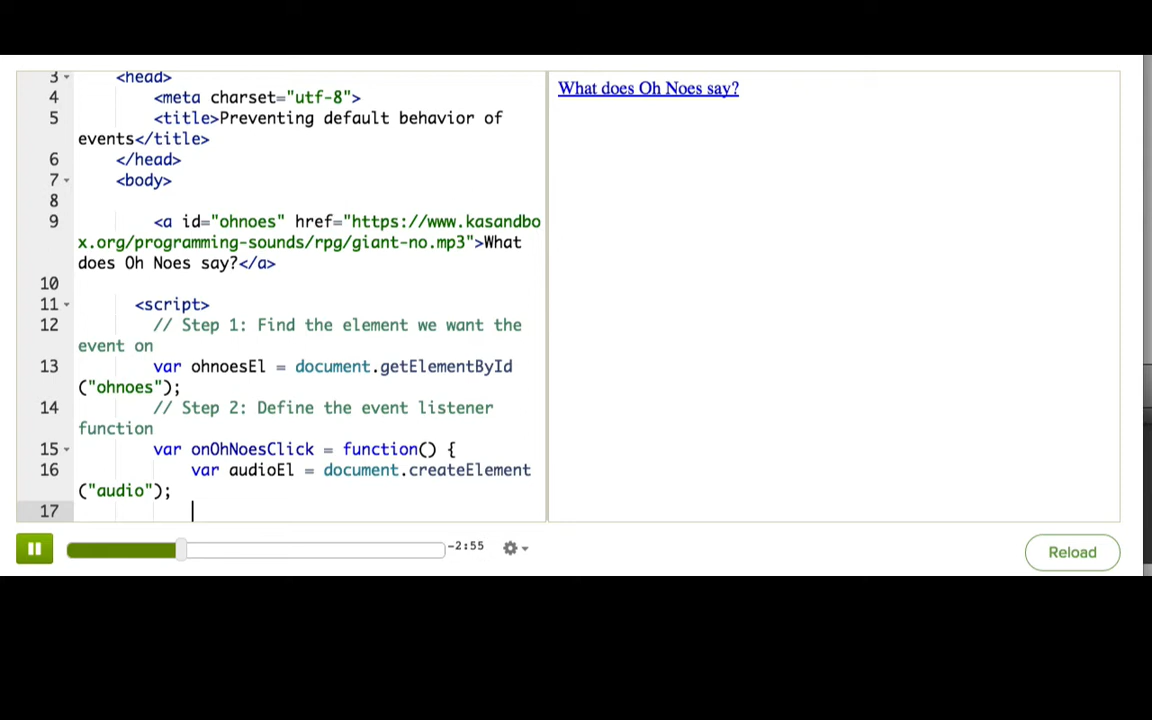 3 <head>
4 <meta charset="utf-8">
5 <title>Preventing default behavior of
events</title>
6 </head>
7 <body>
8
9 <a id="ohnoes" href="https://www.kasandbo
x.org/programming-sounds/rpg/giant-no.mp3">What
does Oh Noes say?</a>
10
11 <script>
12 // Step 1: Find the element we want the
event on
13 var ohnoesEl = document.getElementById
("ohnoes");
14 // Step 2: Define the event listener
function
15 var onOhNoesClick = function() {
16 var audioEl = document.createElement
("audio");
17
What does Oh Noes say?
-2:55
Reload